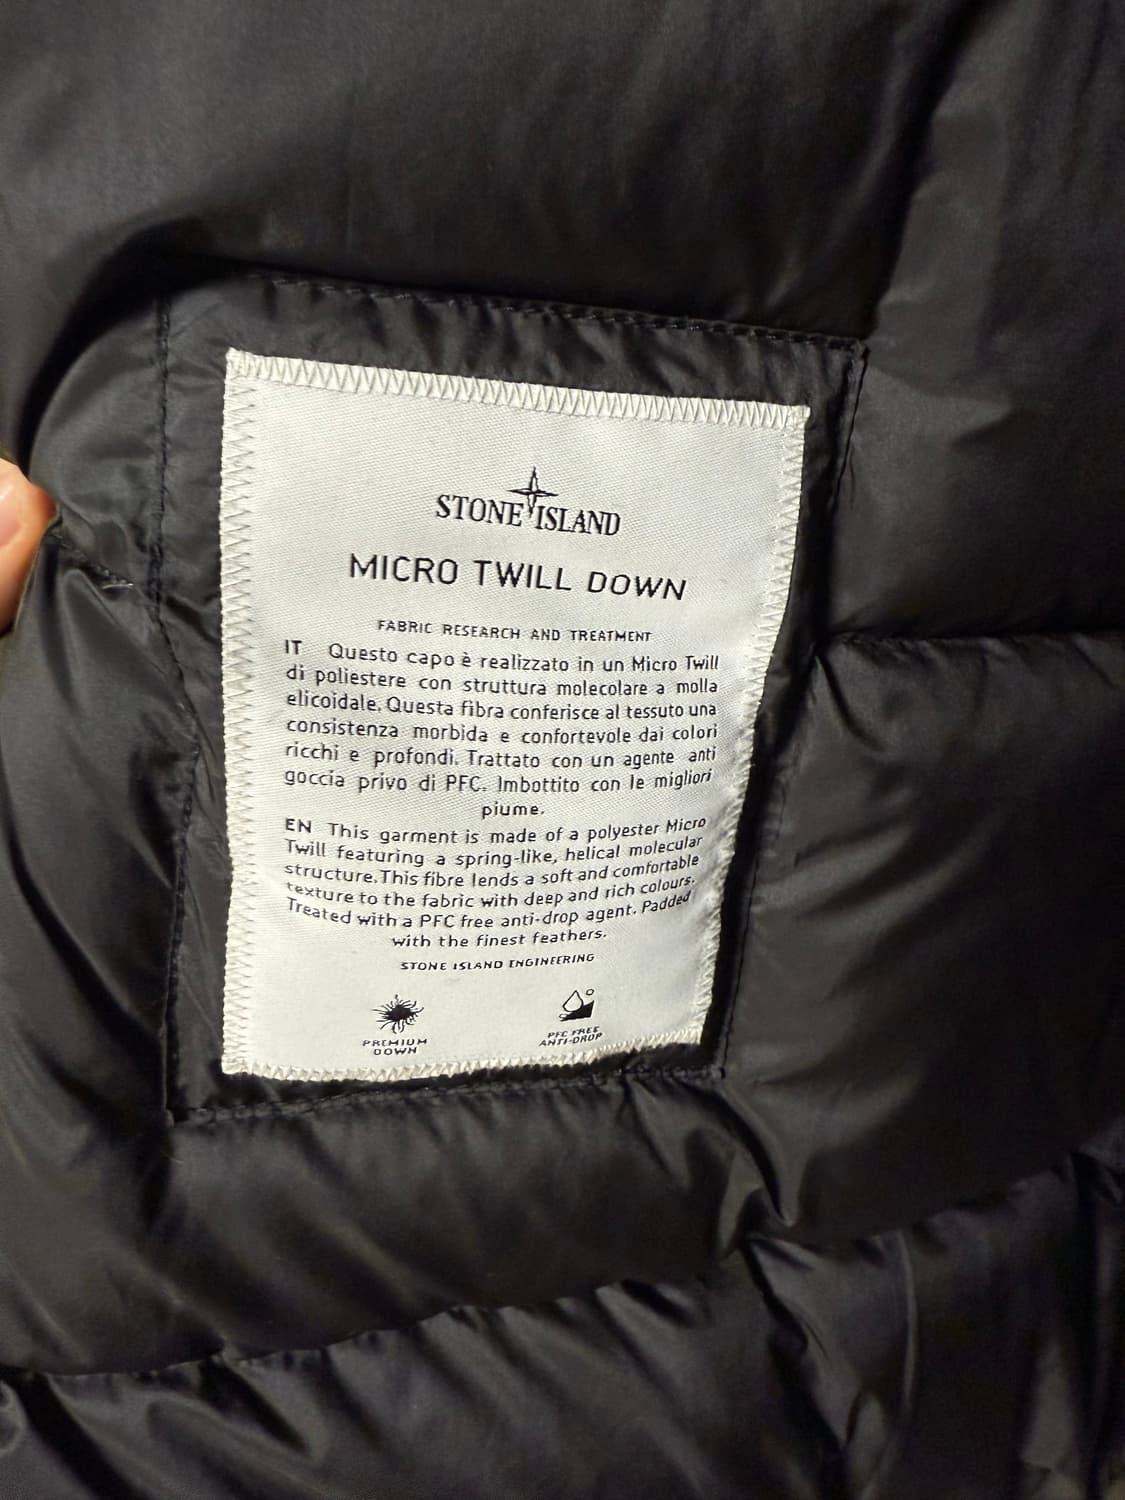 STONE ISLAND
MICRO TWILL DOWN
FABRIC RESEARCH AND TREATMENT
IT Questo capo è realizzato in un Micro Twill
di poliestere con struttura molecolare a molla
elicoidale. Questa fibra conferisce al tessuto una
consistenza morbida e confortevole dai colori
ricchi e profondi. Trattato con un agente anti
goccia privo di PFC. Imbottito con le migliori
piume.
EN This garment is made of a polyester Micro
Twill featuring a spring-like, helical molecular
structure. This fibre lends a soft and comfortable
texture to the fabric with deep and rich colours.
Treated with a PFC free anti-drop agent. Padded
with the finest feathers.
STONE ISLAND ENGINEERING
PREMIUM
DOWN
PFC FREE
ANTI-DROP